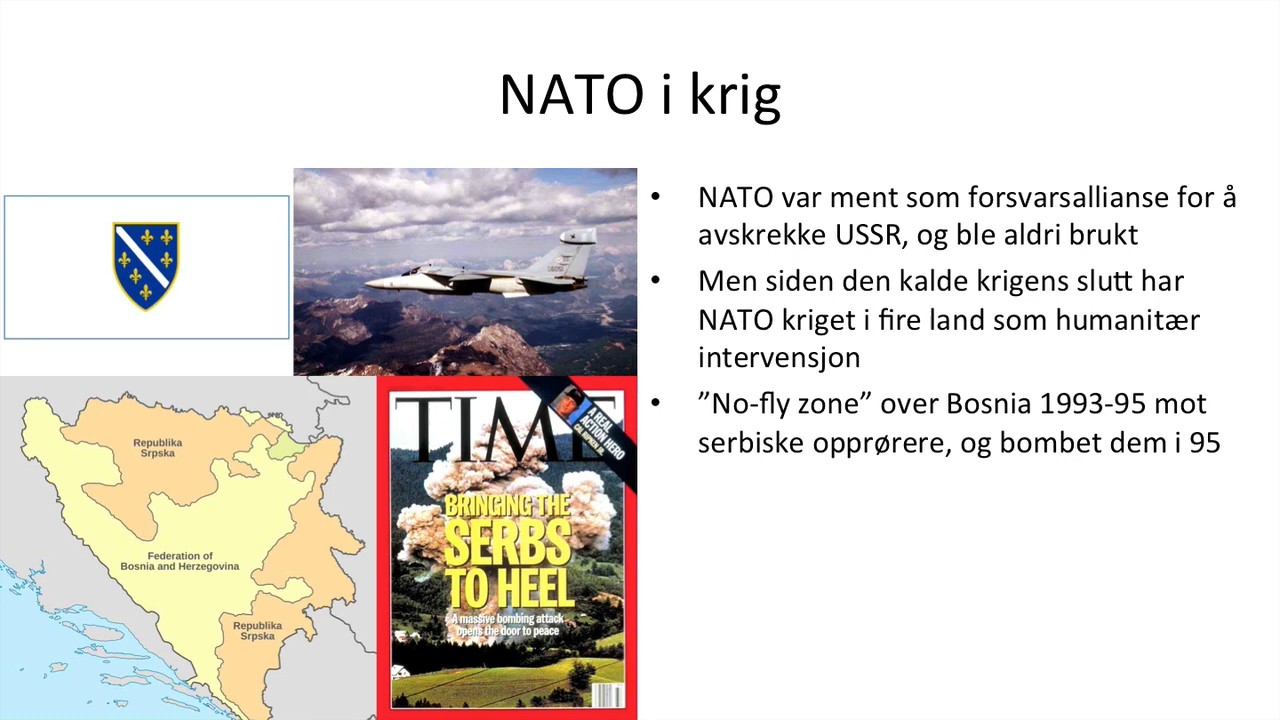 NATO i krig
• NATO var ment som forsvarsallianse for å
avskrekke USSR, og ble aldri brukt
• Men siden den kalde krigens slutt har
NATO kriget i fire land som humanitær
intervensjon
• ”No-fly zone” over Bosnia 1993-95 mot
serbiske opprørere, og bombet dem i 95
Republika
Srpska
Federation of
Bosnia and Herzegovina
Republika
Srpska
TIME
A REAL
ACTION HERO
CAL RIPKEN JR.
BRINGING THE
SERBS
TO HEEL
A massive bombing attack
opens the door to peace